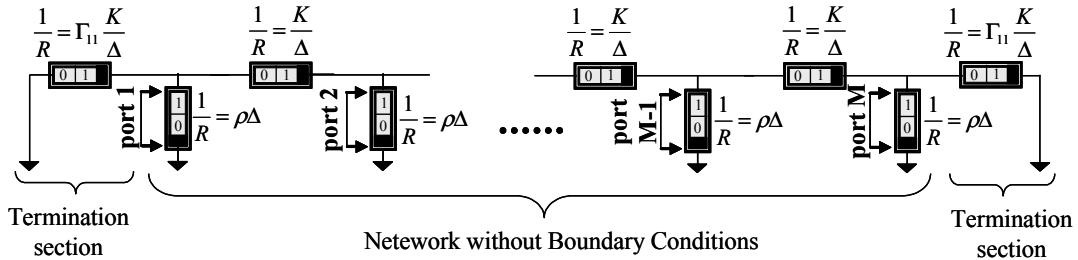 1/R = Γ₁₁ K/Δ
1/R = K/Δ
1/R = K/Δ
1/R = K/Δ
1/R = Γ₁₁ K/Δ
0 1
0 1
0 1
0 1
0 1
port 1
1 0
1/R = ρΔ
port 2
1 0
1/R = ρΔ
......
port
M-1
1 0
1/R = ρΔ
port M
1 0
1/R = ρΔ
Termination
section
Netework without Boundary Conditions
Termination
section